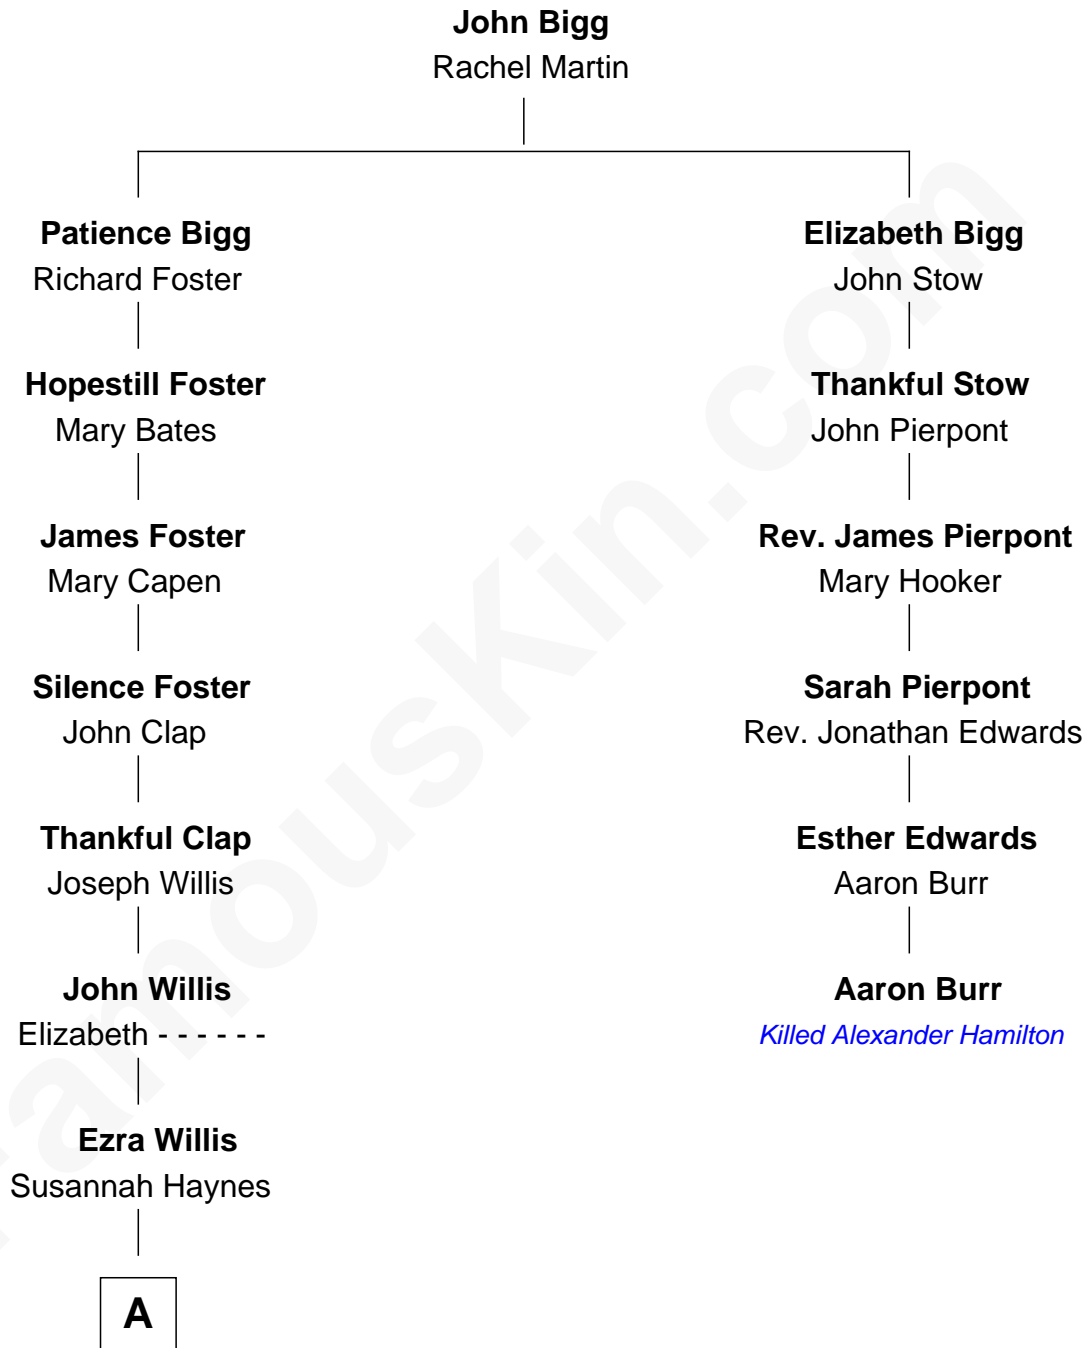 John Bigg
Rachel Martin
Patience Bigg
Richard Foster
Elizabeth Bigg
John Stow
Hopestill Foster
Mary Bates
Thankful Stow
John Pierpont
James Foster
Mary Capen
Rev. James Pierpont
Mary Hooker
Silence Foster
John Clap
Sarah Pierpont
Rev. Jonathan Edwards
Thankful Clap
Joseph Willis
Esther Edwards
Aaron Burr
John Willis
Elizabeth - - - - - -
Aaron Burr
Killed Alexander Hamilton
Ezra Willis
Susannah Haynes
A
FamousKin.com